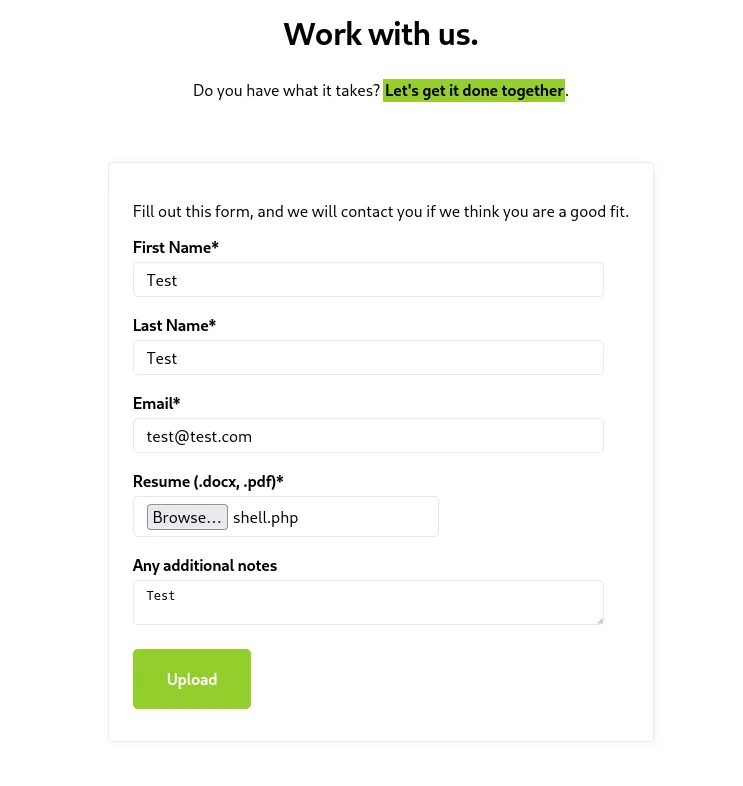 Work with us.
Do you have what it takes? Let's get it done together.
Fill out this form, and we will contact you if we think you are a good fit.
First Name*
Test
Last Name*
Test
Email*
test@test.com
Resume (.docx, .pdf)*
Browse... shell.php
Any additional notes
Test
Upload